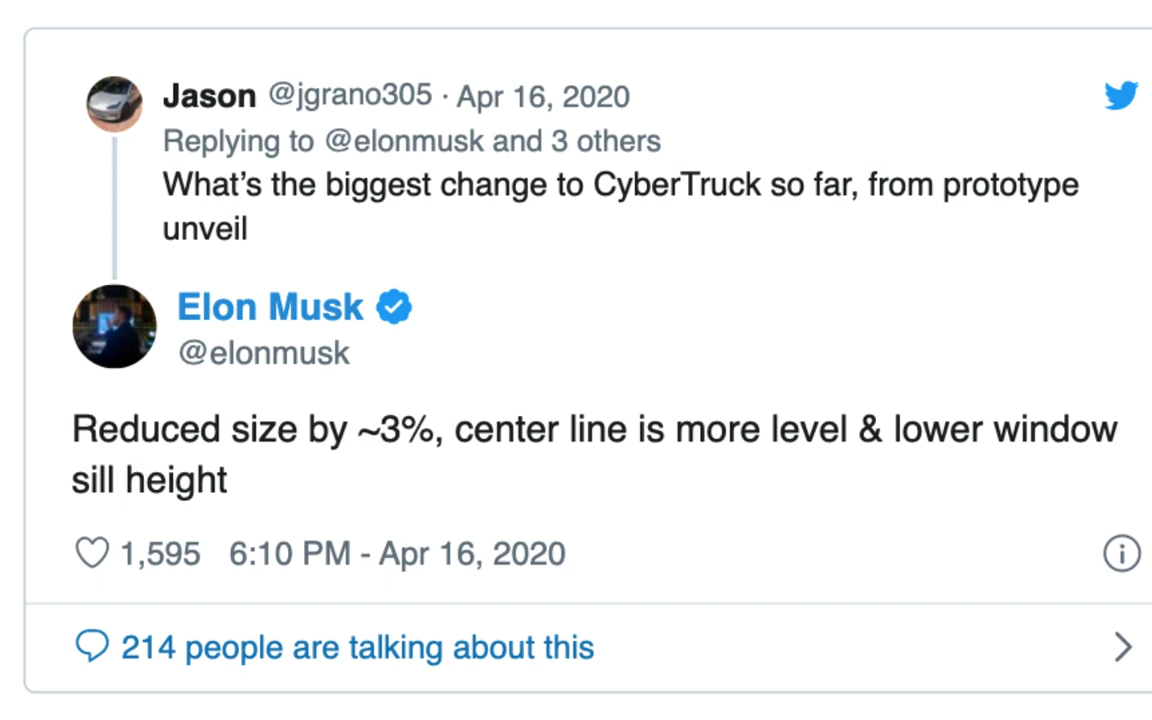 Jason @jgrano305 · Apr 16, 2020
Replying to @elonmusk and 3 others
What’s the biggest change to CyberTruck so far, from prototype
unveil
Elon Musk
@elonmusk
Reduced size by ~3%, center line is more level & lower window
sill height
1,595 6:10 PM - Apr 16, 2020
214 people are talking about this